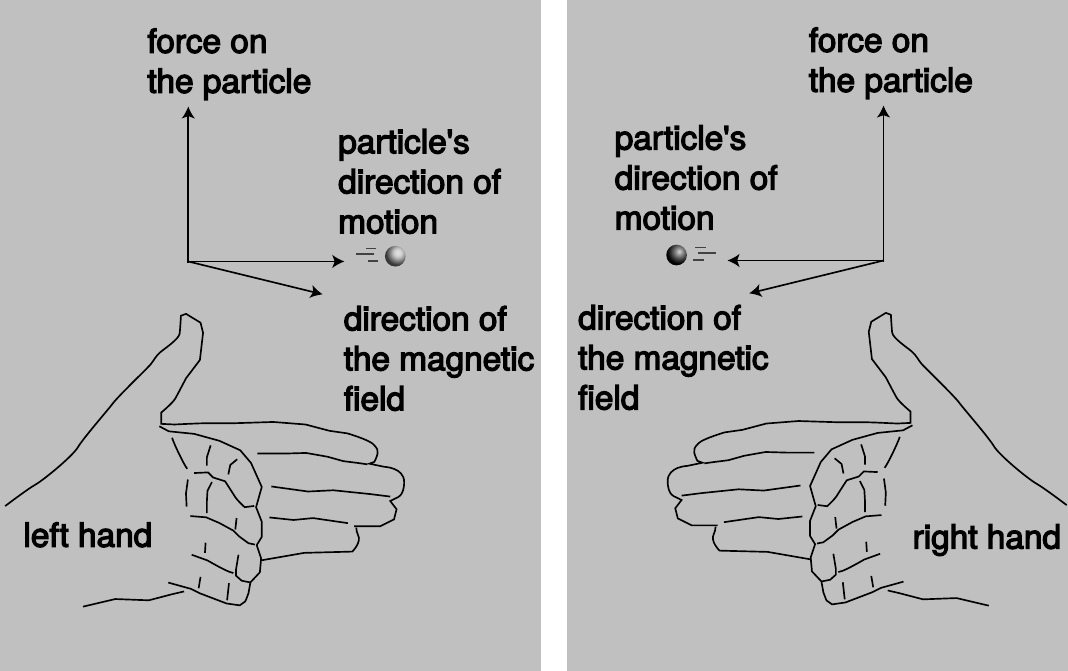 force on
the particle
particle's
direction of
motion
direction of
the magnetic
field
left hand
force on
the particle
particle's
direction of
motion
direction of
the magnetic
field
right hand